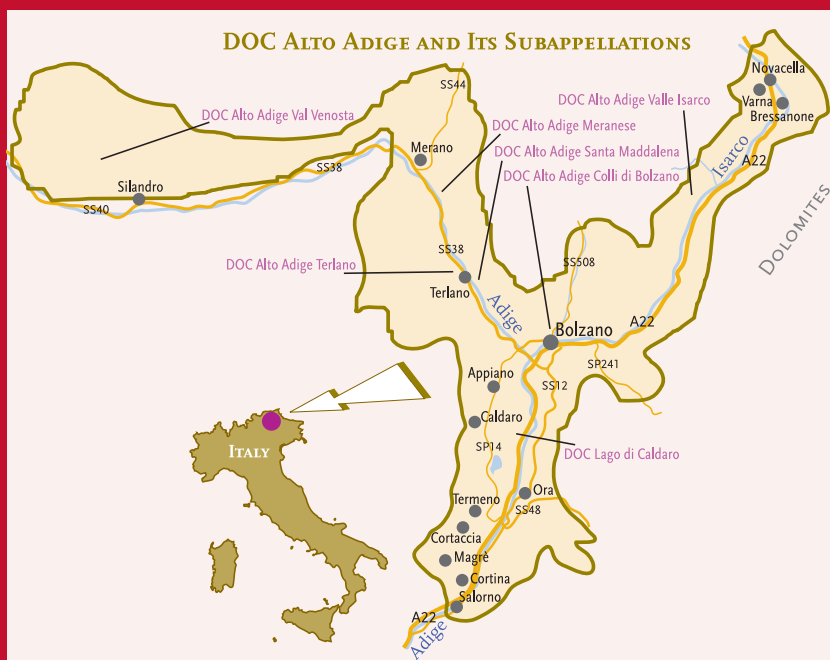 DOC Alto Adige and Its Subappellations
Novacella
SS44
DOC Alto Adige Valle Isarco
Varna
DOC Alto Adige Val Venosta
Bressanone
DOC Alto Adige Meranese
Merano
DOC Alto Adige Santa Maddalena
Isarco
A22
SS38
DOC Alto Adige Colli di Bolzano
Silandro
SS40
Dolomites
SS38
SS508
DOC Alto Adige Terlano
Terlano
Adige
Bolzano
A22
SP241
Appiano
SS12
Caldaro
SP14
Italy
DOC Lago di Caldaro
Ora
Termeno
SS48
Cortaccia
Magrè
Cortina
Salorno
A22
Adige